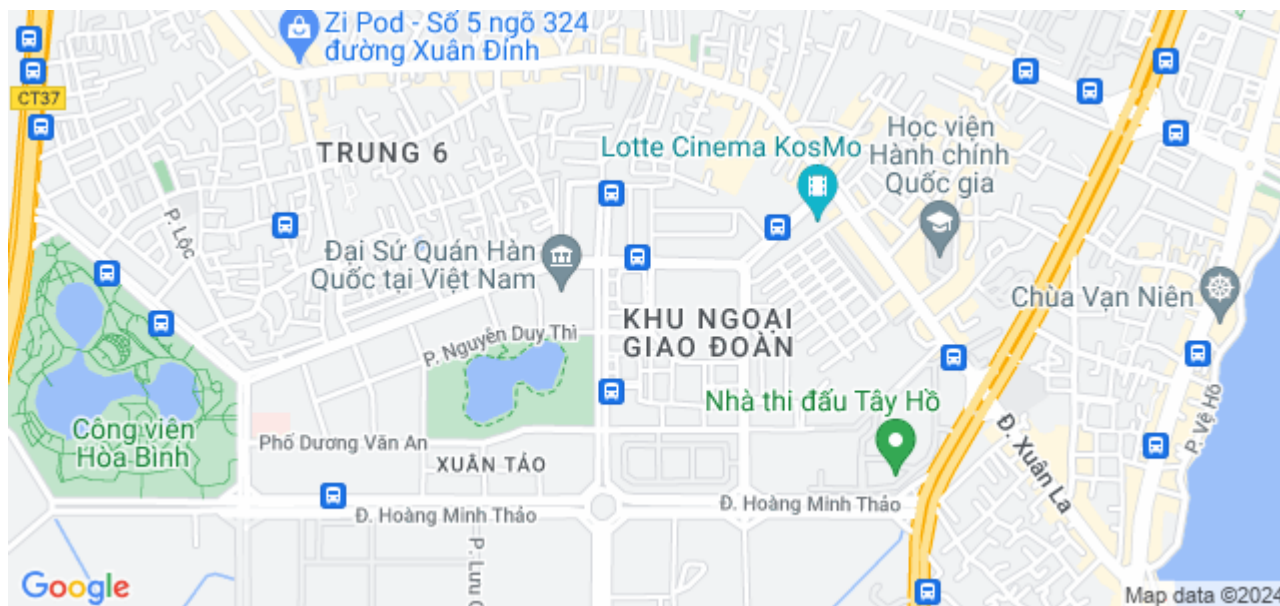 Zi Pod - Số 5 ngõ 324
đường Xuân Đỉnh
CT37
TRUNG 6
Lotte Cinema KosMo
Học viện
Hành chính
Quốc gia
P. Lộc
Đại Sứ Quán Hàn
Quốc tại Việt Nam
Chùa Vạn Niên
KHU NGOẠI
GIAO ĐOÀN
P. Nguyễn Duy Thì
Nhà thi đấu Tây Hồ
P. Vệ Hồ
Công viên
Hòa Bình
Phố Dương Văn An
XUÂN TẢO
Đ. Xuân La
Đ. Hoàng Minh Thảo
Đ. Hoàng Minh Thảo
P. Lưu
Google
Map data ©2024